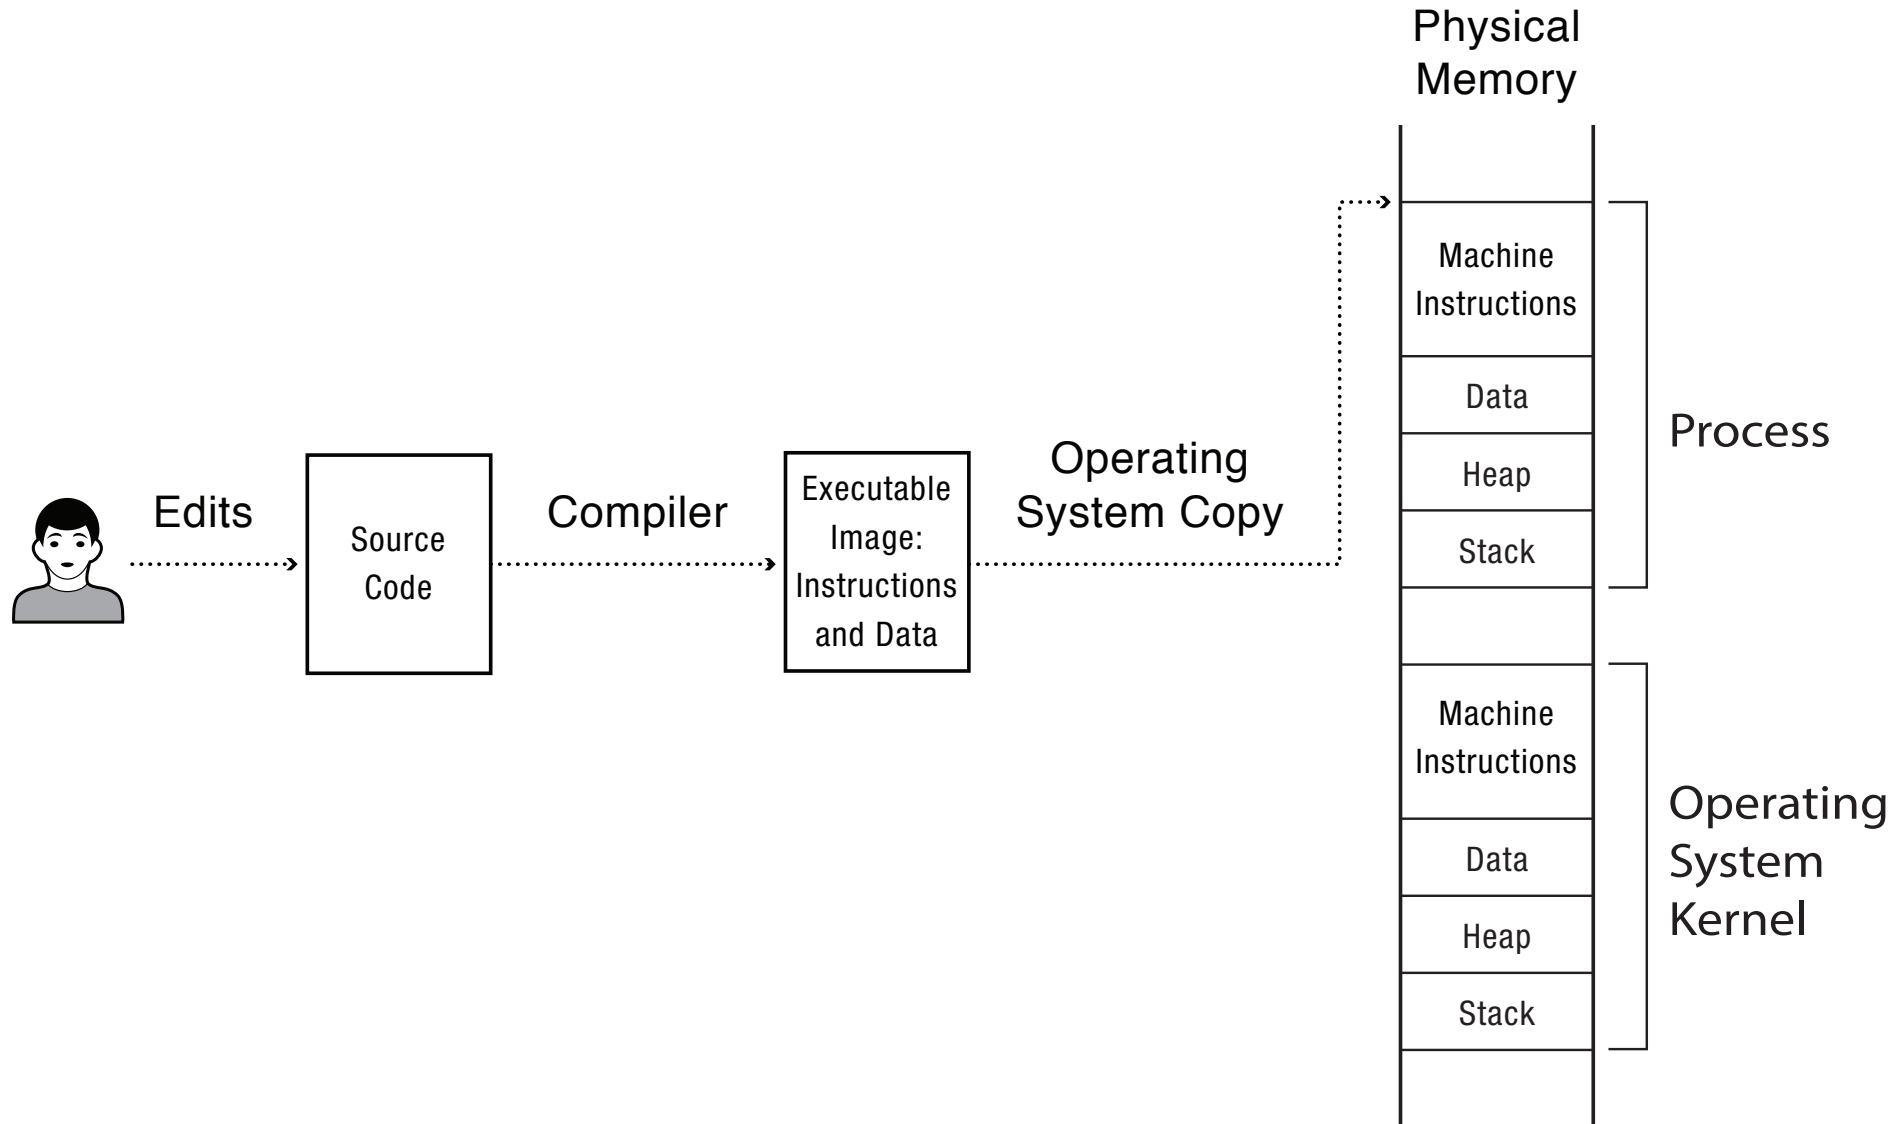 Physical
Memory
Edits
Source
Code
Compiler
Executable
Image:
Instructions
and Data
Operating
System Copy
Machine
Instructions
Data
Heap
Stack
Process
Machine
Instructions
Data
Heap
Stack
Operating
System
Kernel